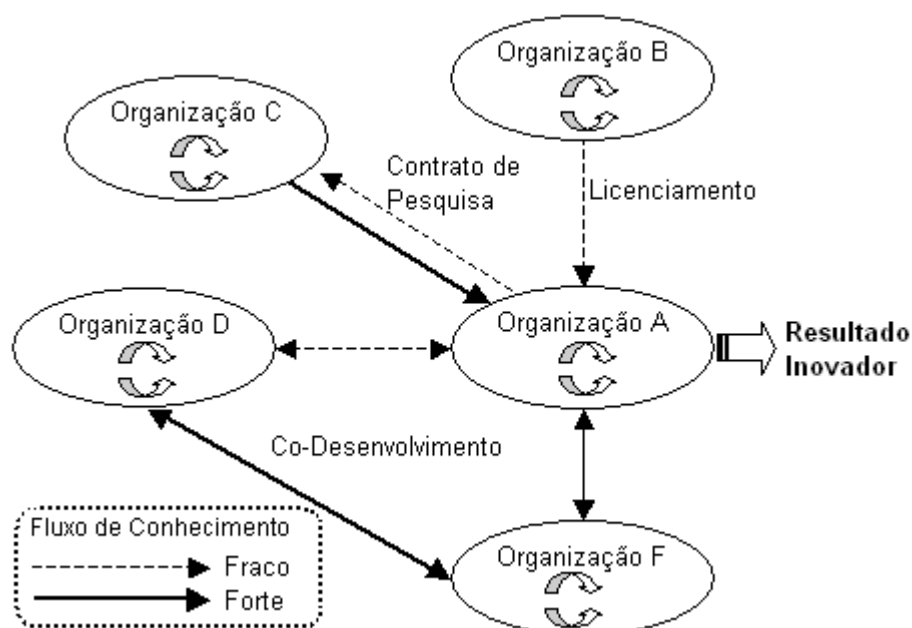 Organização B
Organização C
Contrato de
Pesquisa
Licenciamento
Organização D
Organização A
Resultado
Inovador
Co-Desenvolvimento
Fluxo de Conhecimento
Fraco
Forte
Organização F